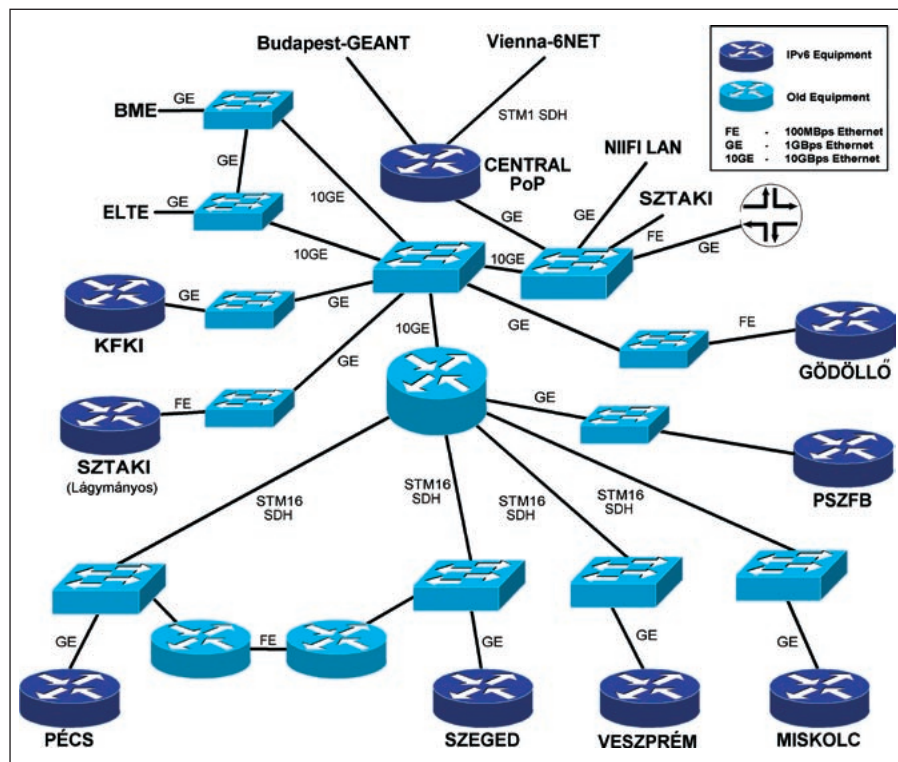 Budapest-GEANT
Vienna-6NET
IPv6 Equipment
Old Equipment
FE - 100MBps Ethernet
GE - 1GBps Ethernet
10GE - 10GBps Ethernet
BME
GE
STM1 SDH
GE
CENTRAL
PoP
NIIFI LAN
SZTAKI
ELTE
GE
10GE
GE
GE
FE
GE
10GE
10GE
GE
GE
KFKI
10GE
GE
FE
GÖDÖLLŐ
GE
FE
GE
SZTAKI
(Lágymányos)
PSZFB
STM16
SDH
STM16
SDH
STM16
SDH
STM16
SDH
GE
FE
GE
GE
GE
PÉCS
SZEGED
VESZPRÉM
MISKOLC